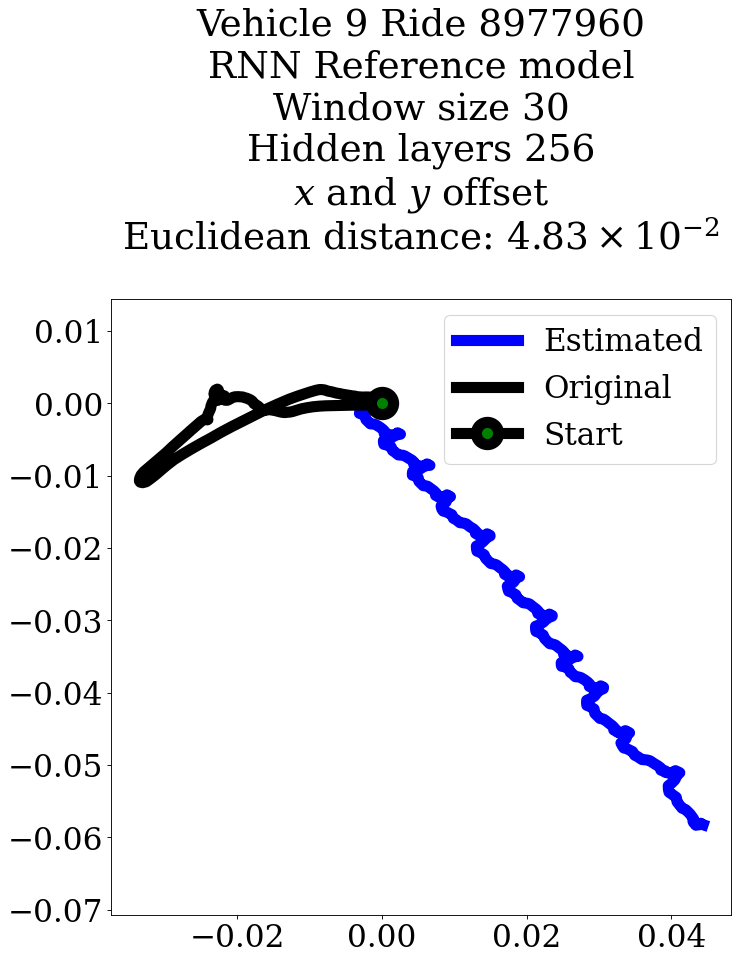 Vehicle 9 Ride 8977960
RNN Reference model
Window size 30
Hidden layers 256
x and y offset
Euclidean distance: 4.83 × 10⁻²
Estimated
Original
Start
0.01
0.00
−0.01
−0.02
−0.03
−0.04
−0.05
−0.06
−0.07
−0.02 0.00 0.02 0.04